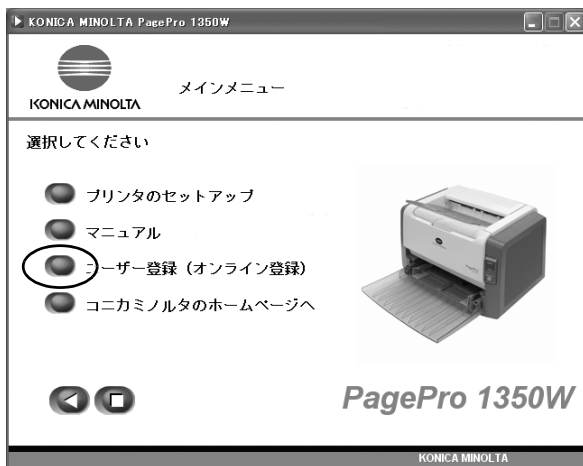 KONICA MINOLTA PagePro 1350W
KONICA MINOLTA
メインメニュー
選択してください
プリンタのセットアップ
マニュアル
ユーザー登録（オンライン登録）
コニカミノルタのホームページへ
PagePro 1350W
KONICA MINOLTA